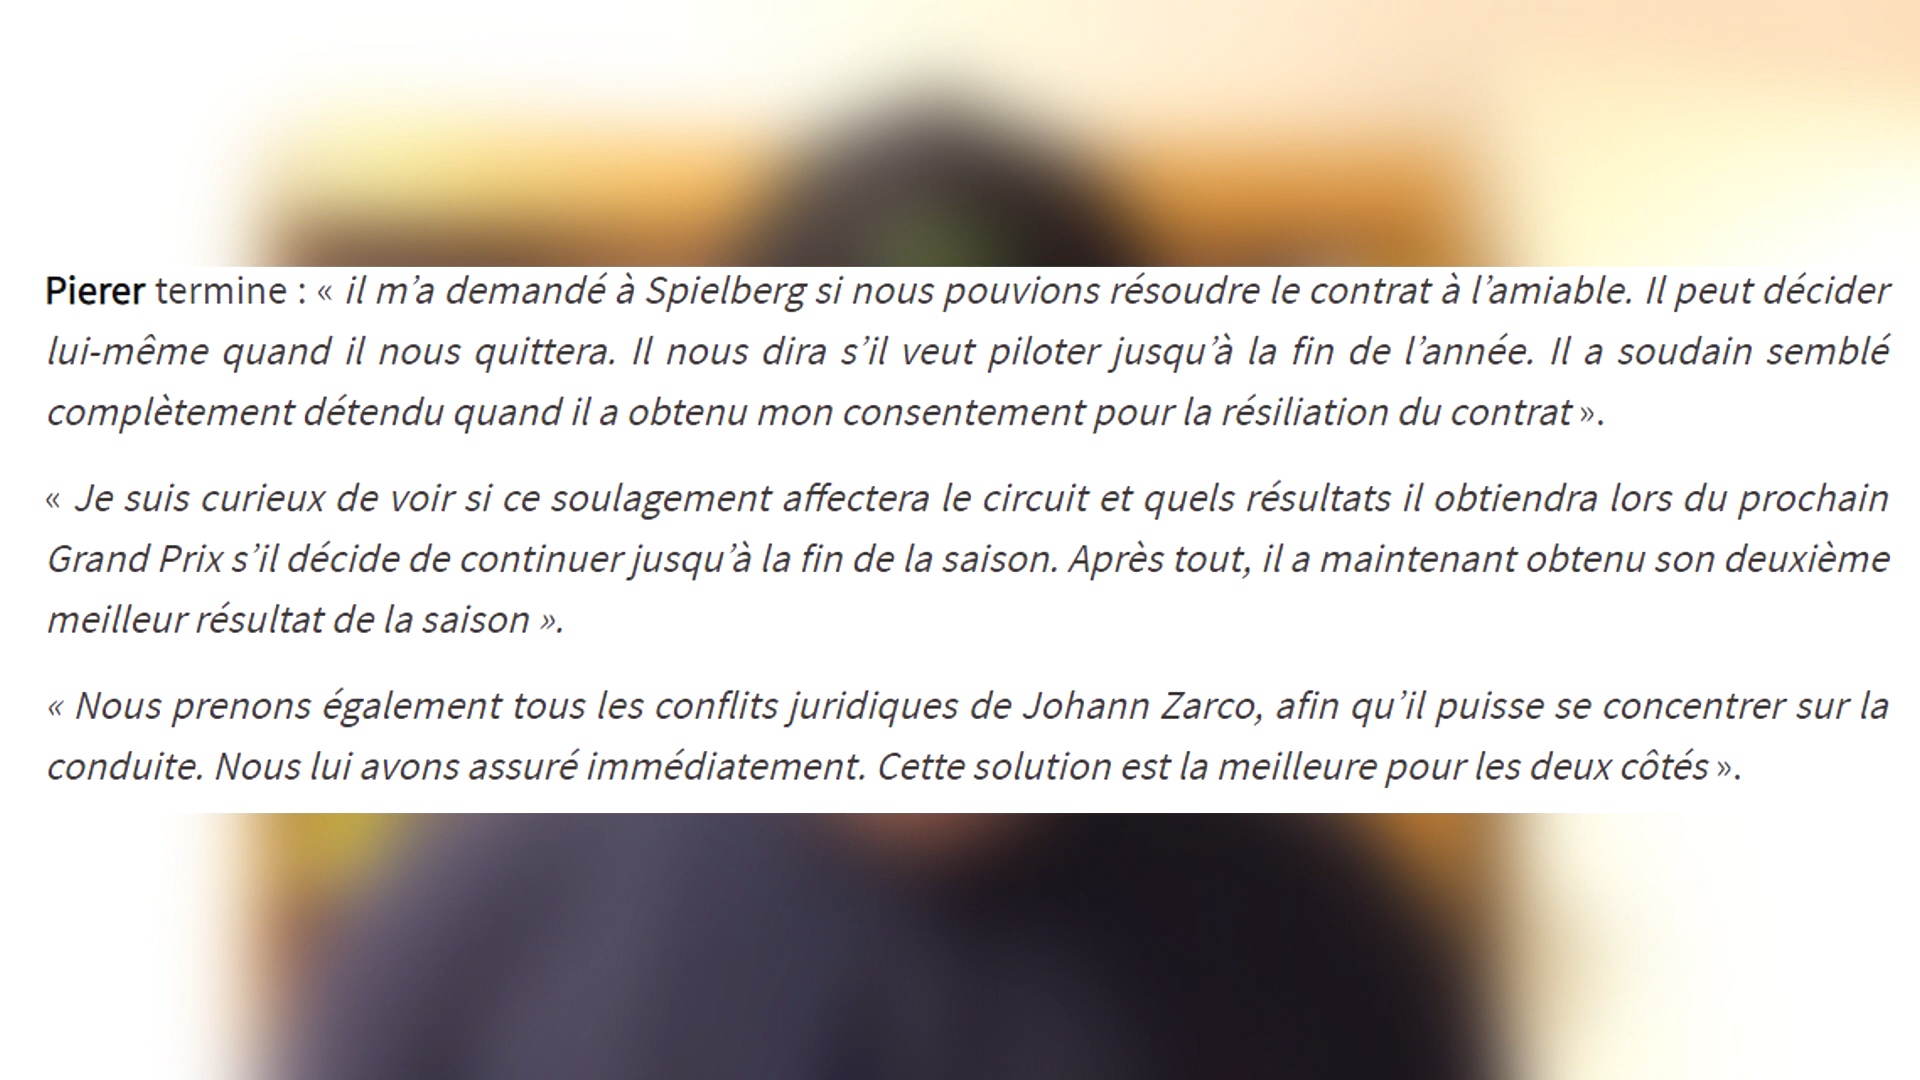 Pierer termine : « il m’a demandé à Spielberg si nous pouvions résoudre le contrat à l’amiable. Il peut décider
lui-même quand il nous quittera. Il nous dira s’il veut piloter jusqu’à la fin de l’année. Il a soudain semblé
complètement détendu quand il a obtenu mon consentement pour la résiliation du contrat ».
« Je suis curieux de voir si ce soulagement affectera le circuit et quels résultats il obtiendra lors du prochain
Grand Prix s’il décide de continuer jusqu’à la fin de la saison. Après tout, il a maintenant obtenu son deuxième
meilleur résultat de la saison ».
« Nous prenons également tous les conflits juridiques de Johann Zarco, afin qu’il puisse se concentrer sur la
conduite. Nous lui avons assuré immédiatement. Cette solution est la meilleure pour les deux côtés ».